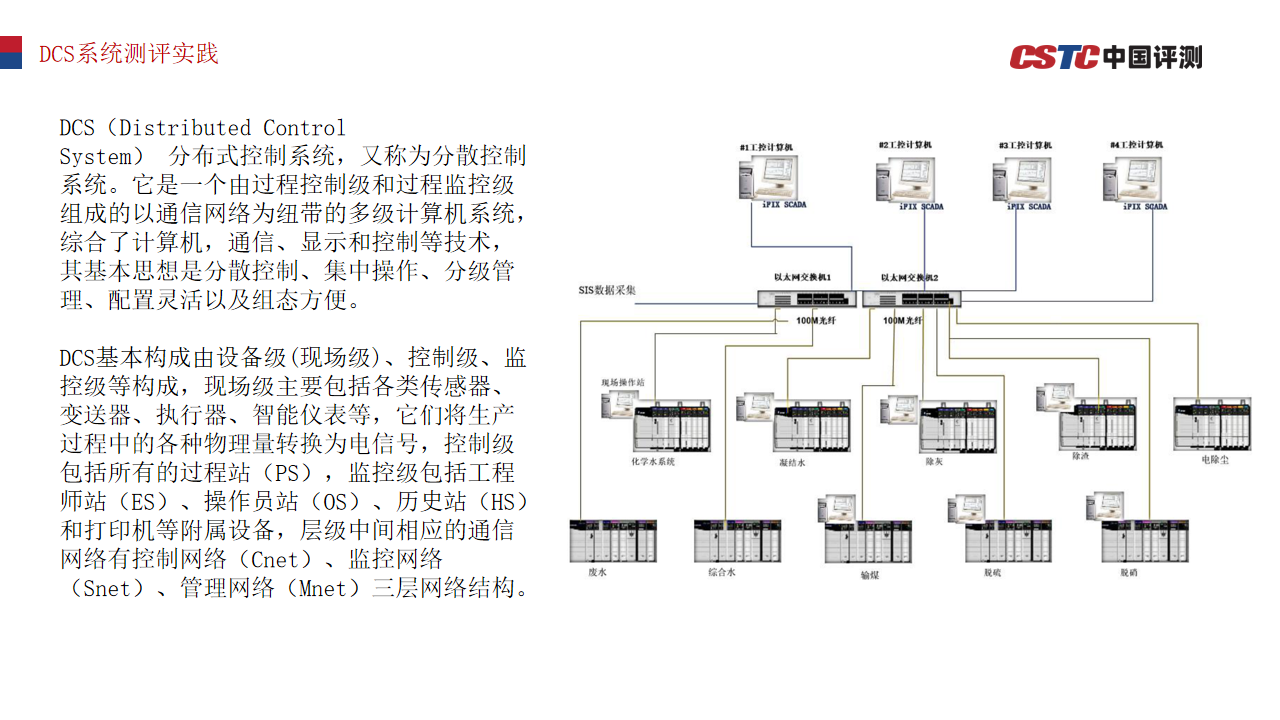 DCS系统测评实践
CSTC中国评测
DCS（Distributed Control
System） 分布式控制系统，又称为分散控制
系统。它是一个由过程控制级和过程监控级
组成的以通信网络为纽带的多级计算机系统，
综合了计算机，通信、显示和控制等技术，
其基本思想是分散控制、集中操作、分级管
理、配置灵活以及组态方便。
DCS基本构成由设备级(现场级)、控制级、监
控级等构成，现场级主要包括各类传感器、
变送器、执行器、智能仪表等，它们将生产
过程中的各种物理量转换为电信号，控制级
包括所有的过程站（PS），监控级包括工程
师站（ES）、操作员站（OS）、历史站（HS）
和打印机等附属设备，层级中间相应的通信
网络有控制网络（Cnet）、监控网络
（Snet）、管理网络（Mnet）三层网络结构。
#1工控计算机
#2工控计算机
#3工控计算机
#4工控计算机
iFIX SCADA
iFIX SCADA
iFIX SCADA
iFIX SCADA
以太网交换机1
以太网交换机2
SIS数据采集
100M光纤
100M光纤
现场操作站
化学水系统
凝结水
除灰
除渣
电除尘
废水
综合水
输煤
脱硫
脱硝